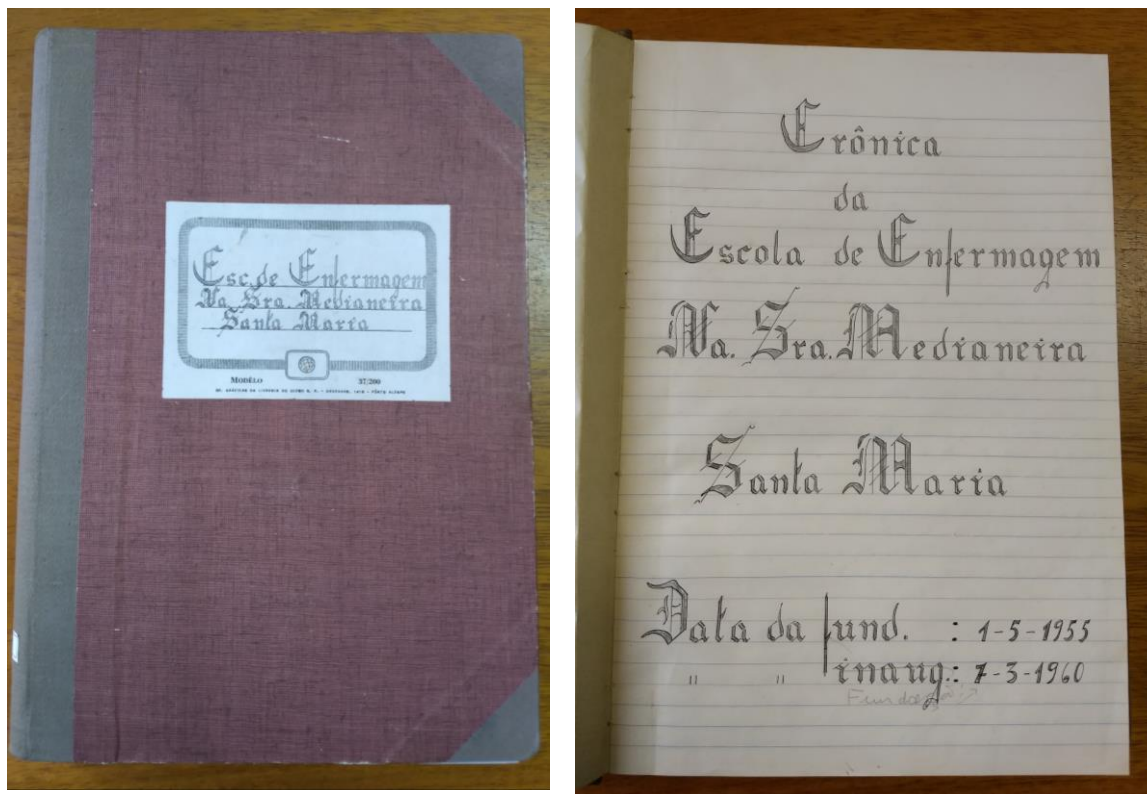 Esc. de Enfermagem
Na. Sra. Medianeira
Santa Maria
MODÊLO 37/200
Crônica
da
Escola de Enfermagem
Na. Sra. Medianeira
Santa Maria
Data da fund. : 1-5-1955
" " inaug.: 7-3-1960